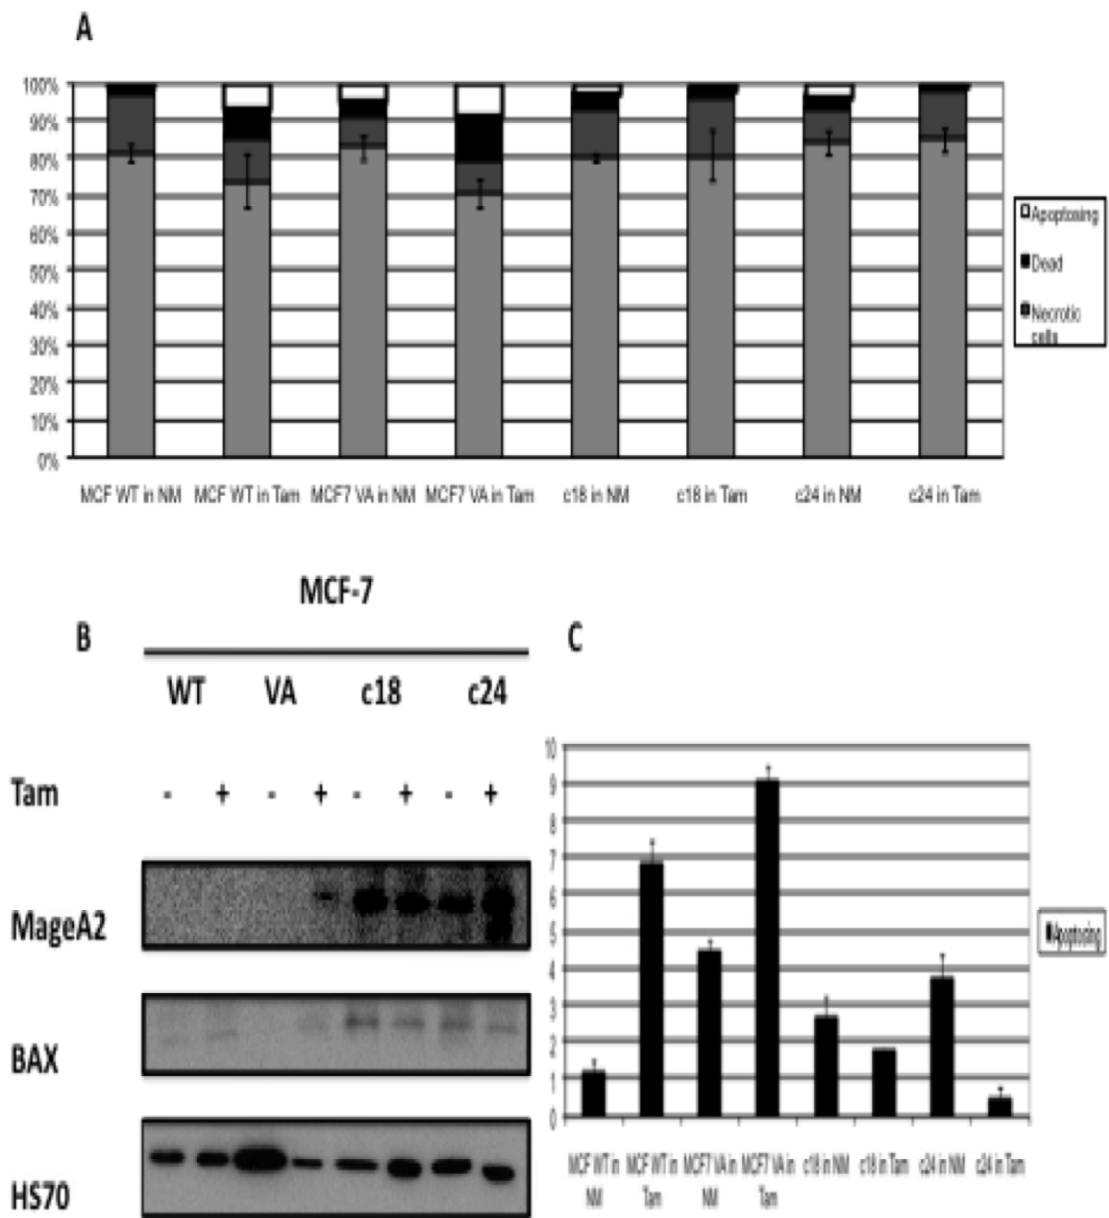 A
100%
90%
80%
70%
60%
50%
40%
30%
20%
10%
0%
MCF WT in NM MCF WT in Tam MCF7 VA in NM MCF7 VA in Tam c18 in NM c18 in Tam c24 in NM c24 in Tam
Apoptosing
Dead
Necrotic
cells
MCF-7
B
WT VA c18 c24
Tam - + - + - + - +
MageA2
BAX
HS70
C
10
9
8
7
6
5
4
3
2
1
0
MCF WT in MCF WT in MCF7 VA in MCF7 VA in c18 in NM c18 in Tam c24 in NM c24 in Tam
NM Tam NM Tam
Apoptosing